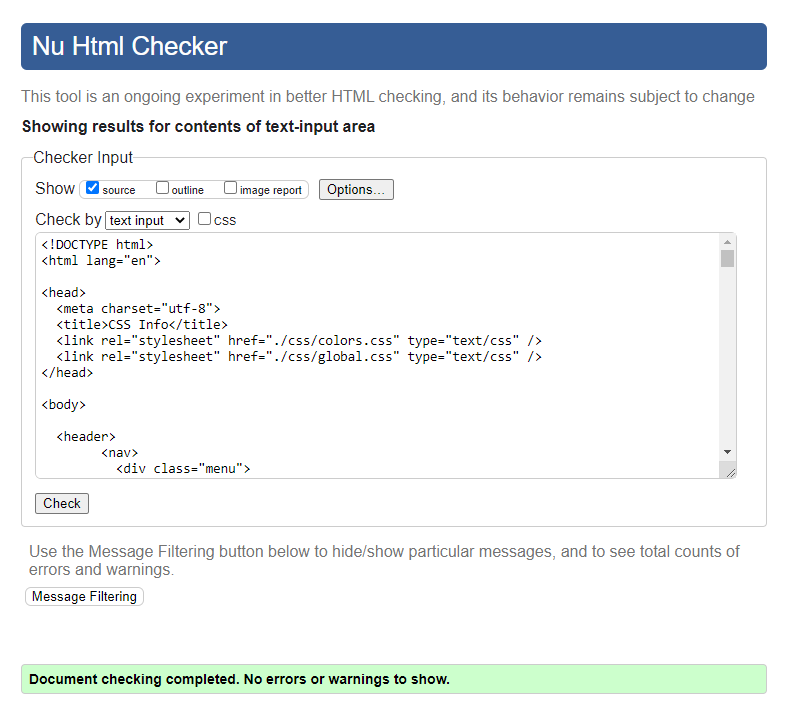 Nu Html Checker
This tool is an ongoing experiment in better HTML checking, and its behavior remains subject to change
Showing results for contents of text-input area
Checker Input
Show source outline image report Options...
Check by text input css
<!DOCTYPE html>
<html lang="en">
<head>
<meta charset="utf-8">
<title>CSS Info</title>
<link rel="stylesheet" href="./css/colors.css" type="text/css" />
<link rel="stylesheet" href="./css/global.css" type="text/css" />
</head>
<body>
<header>
<nav>
<div class="menu">
Check
Use the Message Filtering button below to hide/show particular messages, and to see total counts of
errors and warnings.
Message Filtering
Document checking completed. No errors or warnings to show.